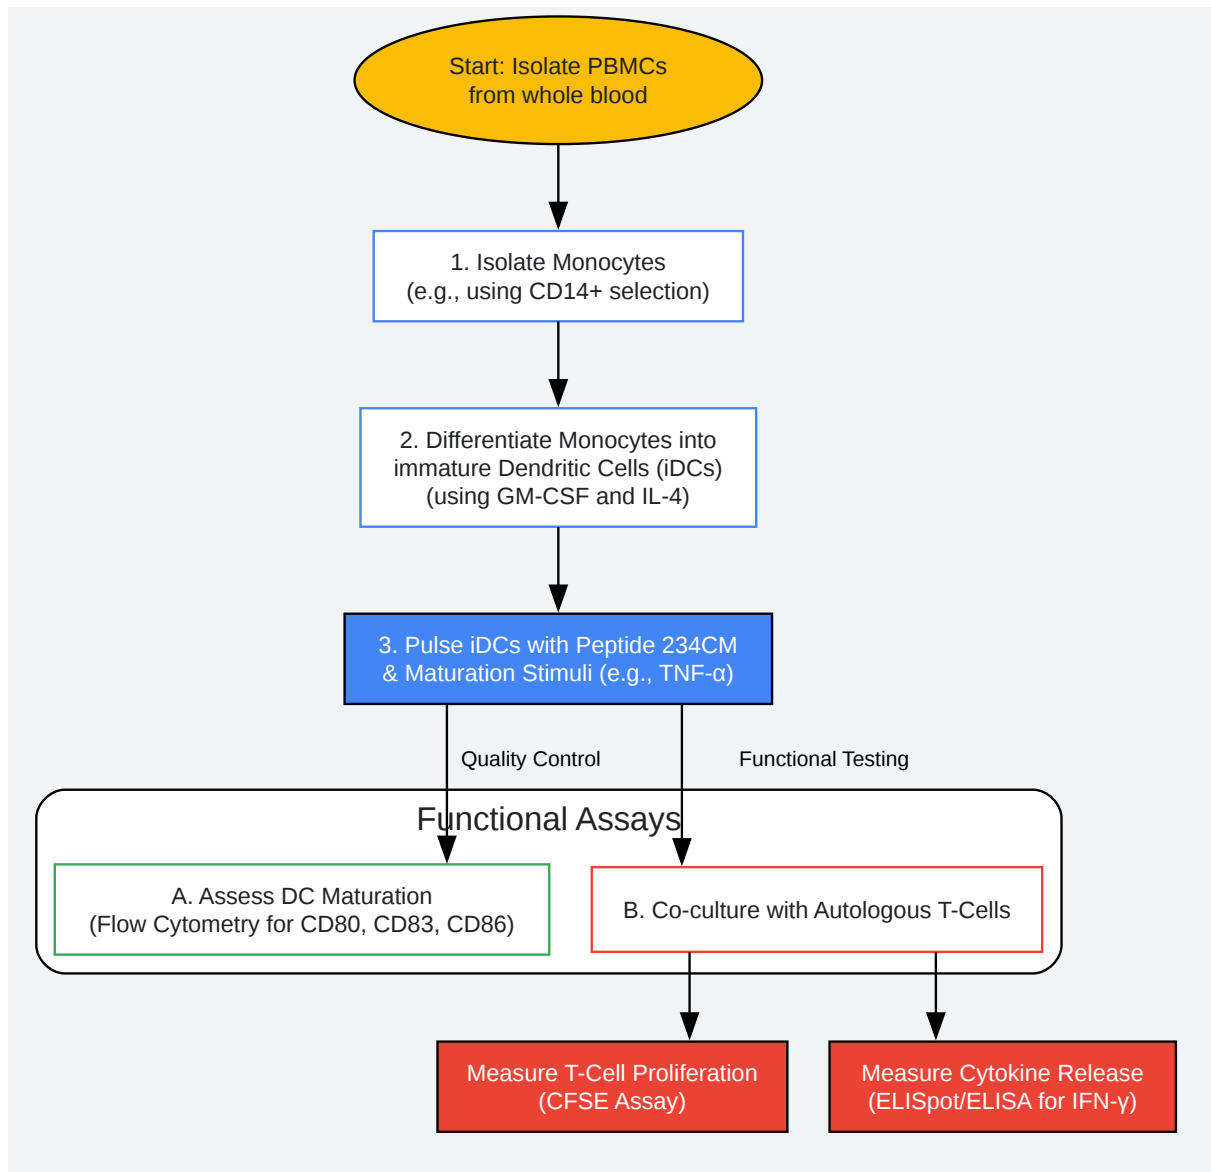 Start: Isolate PBMCs
from whole blood
1. Isolate Monocytes
(e.g., using CD14+ selection)
2. Differentiate Monocytes into
immature Dendritic Cells (iDCs)
(using GM-CSF and IL-4)
3. Pulse iDCs with Peptide 234CM
& Maturation Stimuli (e.g., TNF-α)
Quality Control
Functional Testing
Functional Assays
A. Assess DC Maturation
(Flow Cytometry for CD80, CD83, CD86)
B. Co-culture with Autologous T-Cells
Measure T-Cell Proliferation
(CFSE Assay)
Measure Cytokine Release
(ELISpot/ELISA for IFN-γ)